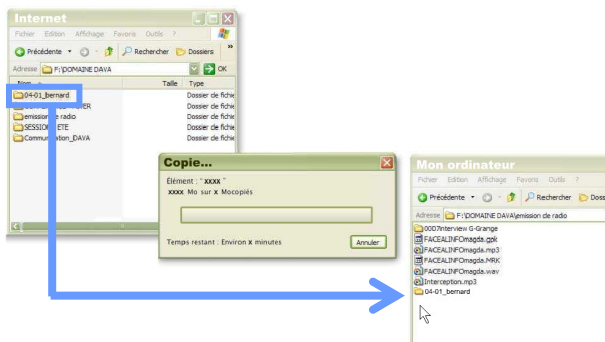 Internet
Fichier Edition Affichage Favoris Outils ?
Précédente Rechercher Dossiers »
Adresse F:\DOMAINE DAVA OK
Nom Taille Type
04-01_bernard Dossier de fichie
Dossier de fichie
emission de radio Dossier de fichie
SESSION ETE Dossier de fichie
Communication_DAVA Dossier de fichie
Copie...
Élément : "xxxx "
xxxx Mo sur x Mocopiés
Temps restant : Environ x minutes
Annuler
Mon ordinateur
Fichier Edition Affichage Favoris Outils ?
Précédente Rechercher Doss
Adresse F:\DOMAINE DAVA\emission de radio
00D7interview G-Grange
FACEALINFOmagda.gpk
FACEALINFOmagda.mp3
FACEALINFOmagda.MRK
FACEALINFOmagda.wav
Interception.mp3
04-01_bernard